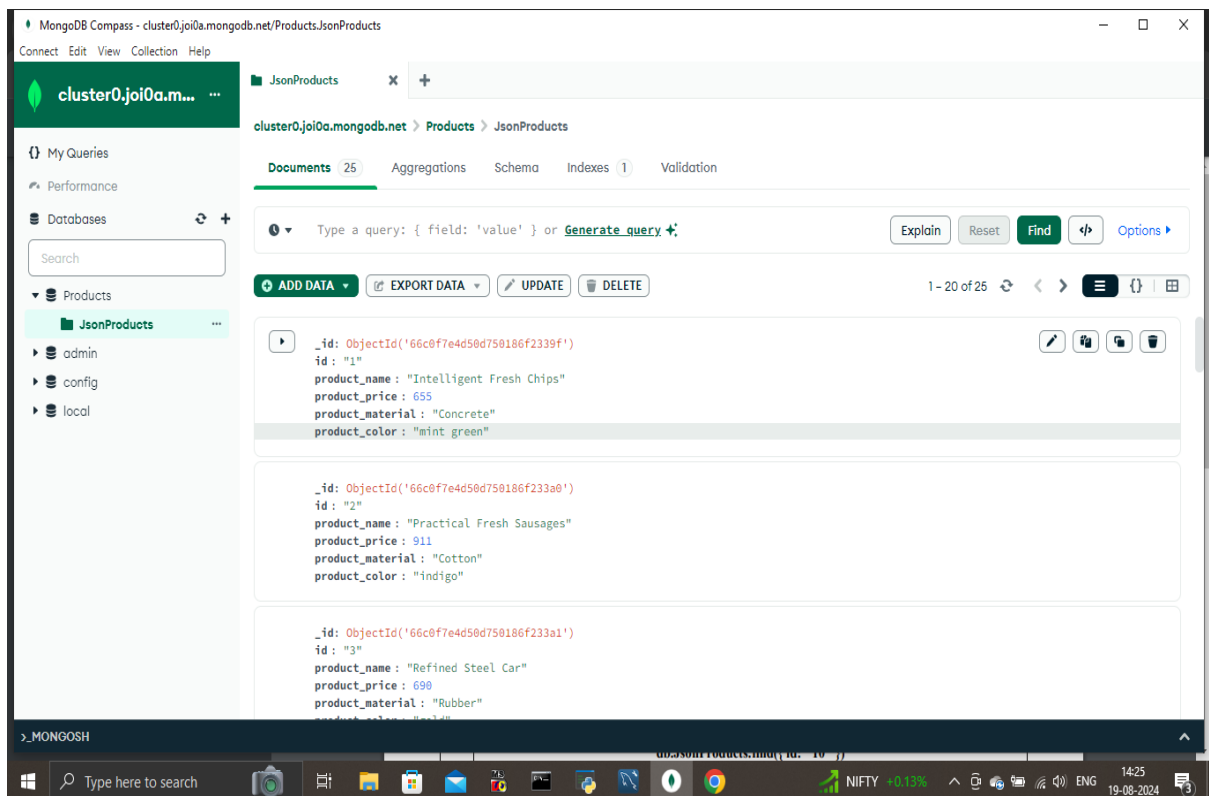 MongoDB Compass - cluster0.joi0a.mongodb.net/Products.JsonProducts
Connect Edit View Collection Help
cluster0.joi0a.m... ...
JsonProducts
cluster0.joi0a.mongodb.net > Products > JsonProducts
{} My Queries
Performance
Databases
Search
Products
JsonProducts ...
admin
config
local
Documents 25 Aggregations Schema Indexes 1 Validation
Type a query: { field: 'value' } or Generate query
Explain Reset Find </> Options
ADD DATA EXPORT DATA UPDATE DELETE 1 – 20 of 25 {}
_id: ObjectId('66c0f7e4d50d750186f2339f')
id : "1"
product_name : "Intelligent Fresh Chips"
product_price : 655
product_material : "Concrete"
product_color : "mint green"
_id: ObjectId('66c0f7e4d50d750186f233a0')
id : "2"
product_name : "Practical Fresh Sausages"
product_price : 911
product_material : "Cotton"
product_color : "indigo"
_id: ObjectId('66c0f7e4d50d750186f233a1')
id : "3"
product_name : "Refined Steel Car"
product_price : 690
product_material : "Rubber"
>_MONGOSH
Type here to search
NIFTY +0.13% ENG
14:25
19-08-2024
3